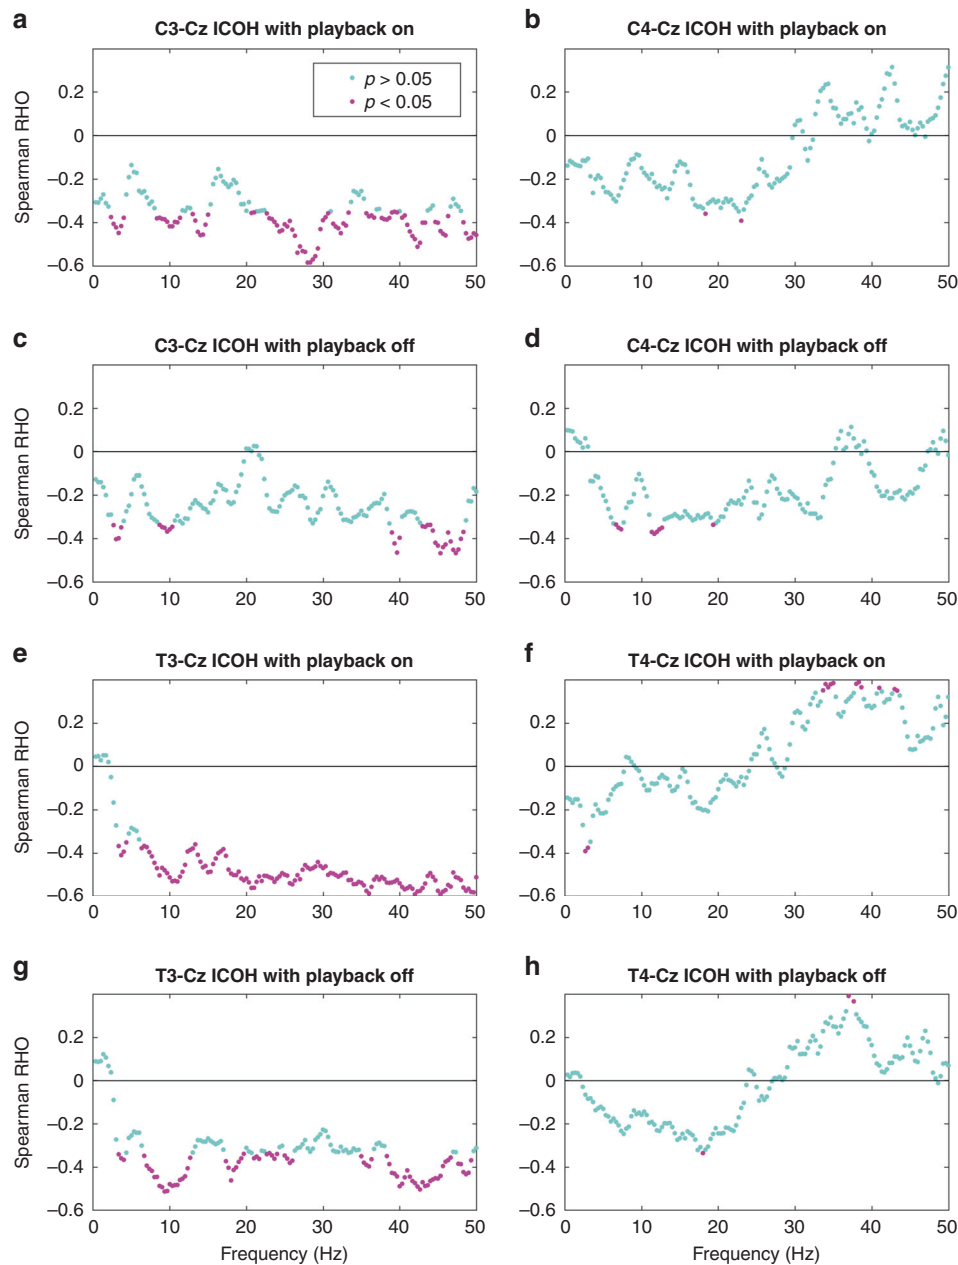 a
C3-Cz ICOH with playback on
p > 0.05
p < 0.05
Spearman RHO
0.2
0
−0.2
−0.4
−0.6
0 10 20 30 40 50
b
C4-Cz ICOH with playback on
0.2
0
−0.2
−0.4
−0.6
0 10 20 30 40 50
c
C3-Cz ICOH with playback off
Spearman RHO
0.2
0
−0.2
−0.4
−0.6
0 10 20 30 40 50
d
C4-Cz ICOH with playback off
0.2
0
−0.2
−0.4
−0.6
0 10 20 30 40 50
e
T3-Cz ICOH with playback on
Spearman RHO
0.2
0
−0.2
−0.4
−0.6
0 10 20 30 40 50
f
T4-Cz ICOH with playback on
0.2
0
−0.2
−0.4
−0.6
0 10 20 30 40 50
g
T3-Cz ICOH with playback off
Spearman RHO
0.2
0
−0.2
−0.4
−0.6
0 10 20 30 40 50
Frequency (Hz)
h
T4-Cz ICOH with playback off
0.2
0
−0.2
−0.4
−0.6
0 10 20 30 40 50
Frequency (Hz)